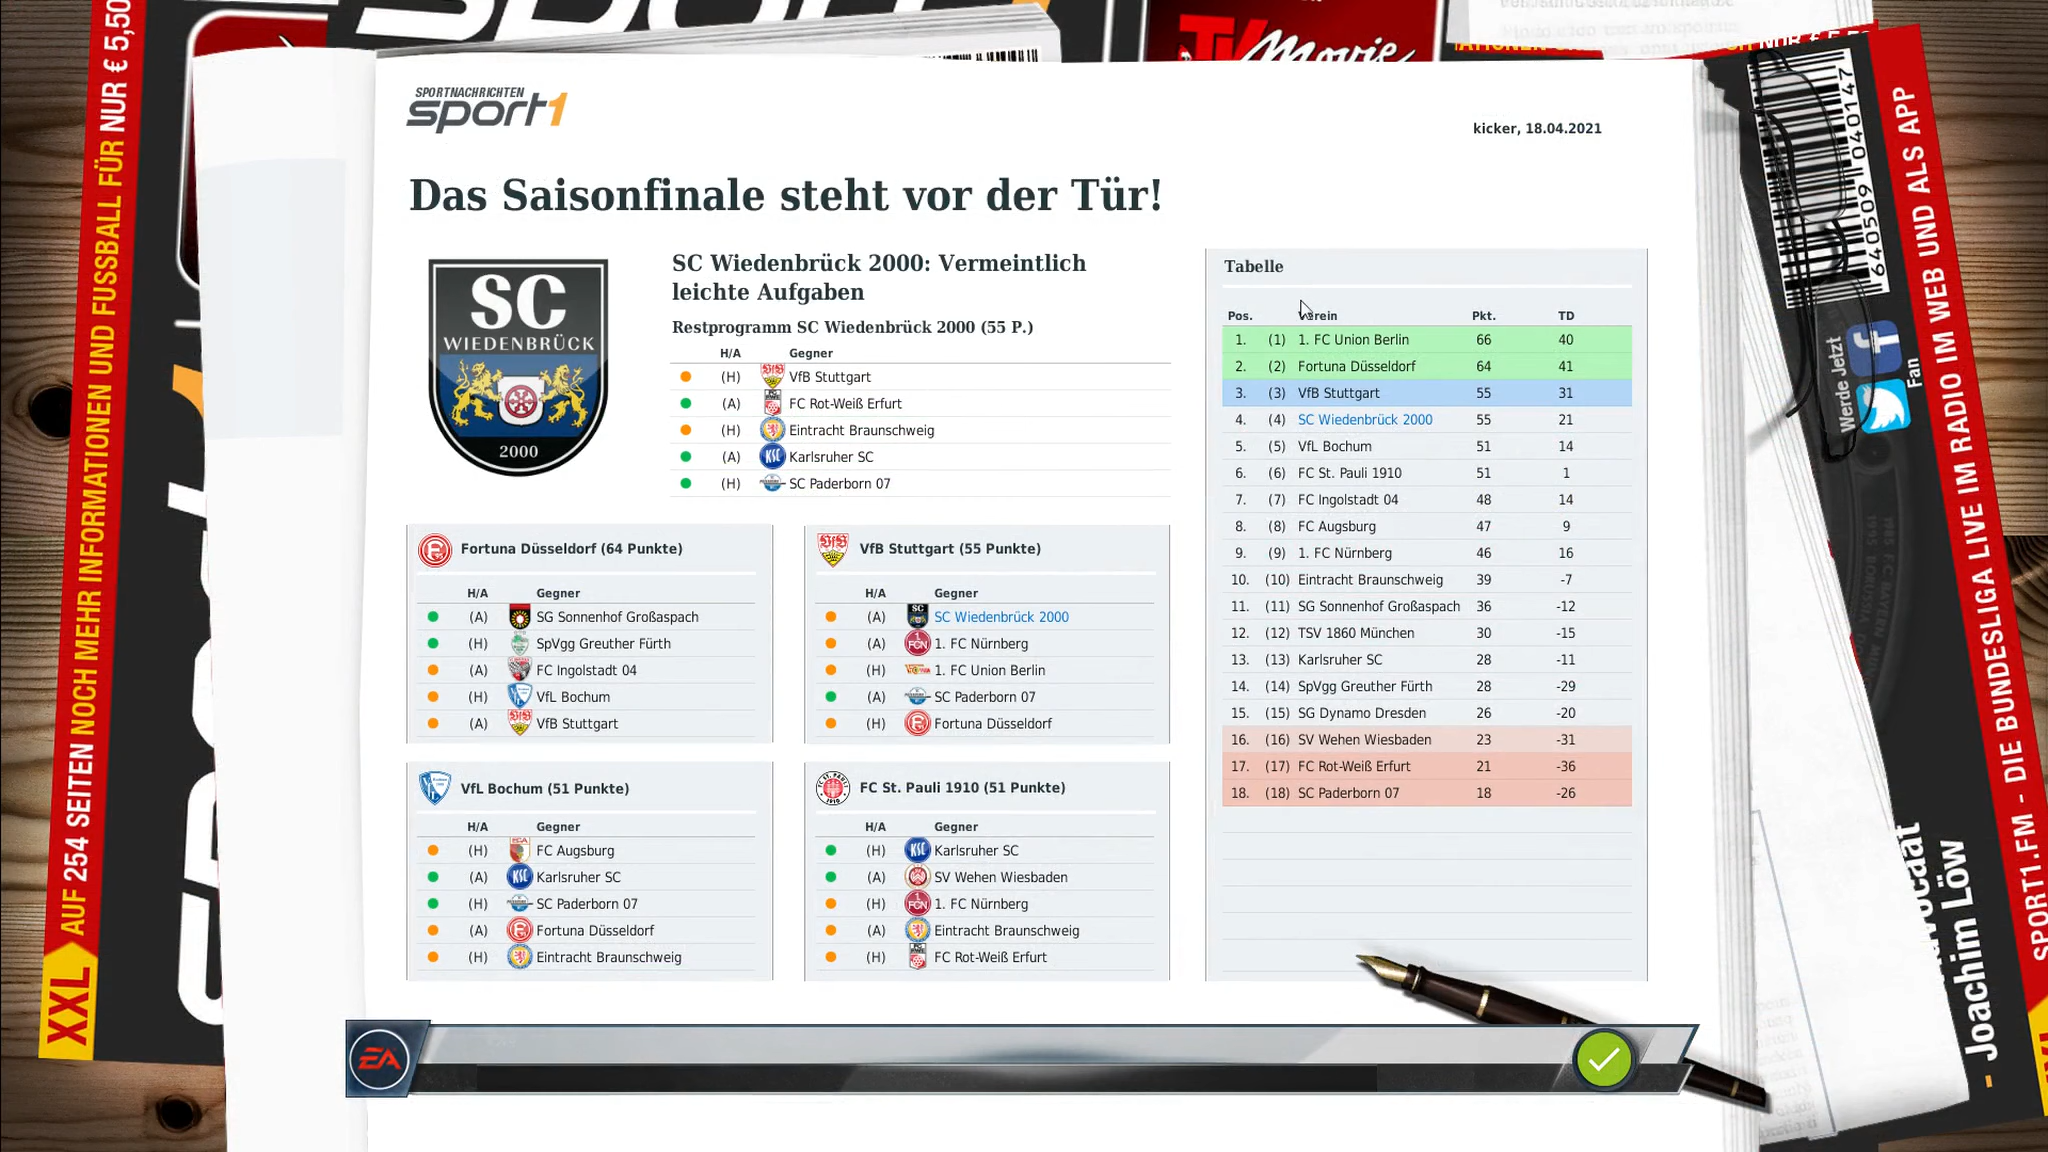 AUF 254 SEITEN NOCH MEHR INFORMATIONEN UND FUSSBALL FÜR NUR € 5,50
XXL
TV Movie
SPORTNACHRICHTEN
sport1
kicker, 18.04.2021
Das Saisonfinale steht vor der Tür!
SC
WIEDENBRÜCK
2000
SC Wiedenbrück 2000: Vermeintlich
leichte Aufgaben
Restprogramm SC Wiedenbrück 2000 (55 P.)
H/A Gegner
(H) VfB Stuttgart
(A) FC Rot-Weiß Erfurt
(H) Eintracht Braunschweig
(A) Karlsruher SC
(H) SC Paderborn 07
Fortuna Düsseldorf (64 Punkte)
H/A Gegner
(A) SG Sonnenhof Großaspach
(H) SpVgg Greuther Fürth
(A) FC Ingolstadt 04
(H) VfL Bochum
(A) VfB Stuttgart
VfB Stuttgart (55 Punkte)
H/A Gegner
(A) SC Wiedenbrück 2000
(A) 1. FC Nürnberg
(H) 1. FC Union Berlin
(A) SC Paderborn 07
(H) Fortuna Düsseldorf
VfL Bochum (51 Punkte)
H/A Gegner
(H) FC Augsburg
(A) Karlsruher SC
(H) SC Paderborn 07
(A) Fortuna Düsseldorf
(H) Eintracht Braunschweig
FC St. Pauli 1910 (51 Punkte)
H/A Gegner
(H) Karlsruher SC
(A) SV Wehen Wiesbaden
(H) 1. FC Nürnberg
(A) Eintracht Braunschweig
(H) FC Rot-Weiß Erfurt
Tabelle
Pos. Verein Pkt. TD
1. (1) 1. FC Union Berlin 66 40
2. (2) Fortuna Düsseldorf 64 41
3. (3) VfB Stuttgart 55 31
4. (4) SC Wiedenbrück 2000 55 21
5. (5) VfL Bochum 51 14
6. (6) FC St. Pauli 1910 51 1
7. (7) FC Ingolstadt 04 48 14
8. (8) FC Augsburg 47 9
9. (9) 1. FC Nürnberg 46 16
10. (10) Eintracht Braunschweig 39 -7
11. (11) SG Sonnenhof Großaspach 36 -12
12. (12) TSV 1860 München 30 -15
13. (13) Karlsruher SC 28 -11
14. (14) SpVgg Greuther Fürth 28 -29
15. (15) SG Dynamo Dresden 26 -20
16. (16) SV Wehen Wiesbaden 23 -31
17. (17) FC Rot-Weiß Erfurt 21 -36
18. (18) SC Paderborn 07 18 -26
EA
640509 040147
Werde Jetzt
Fan
SPORT1.FM - DIE BUNDESLIGA LIVE IM RADIO IM WEB UND ALS APP
- Joachim Löw